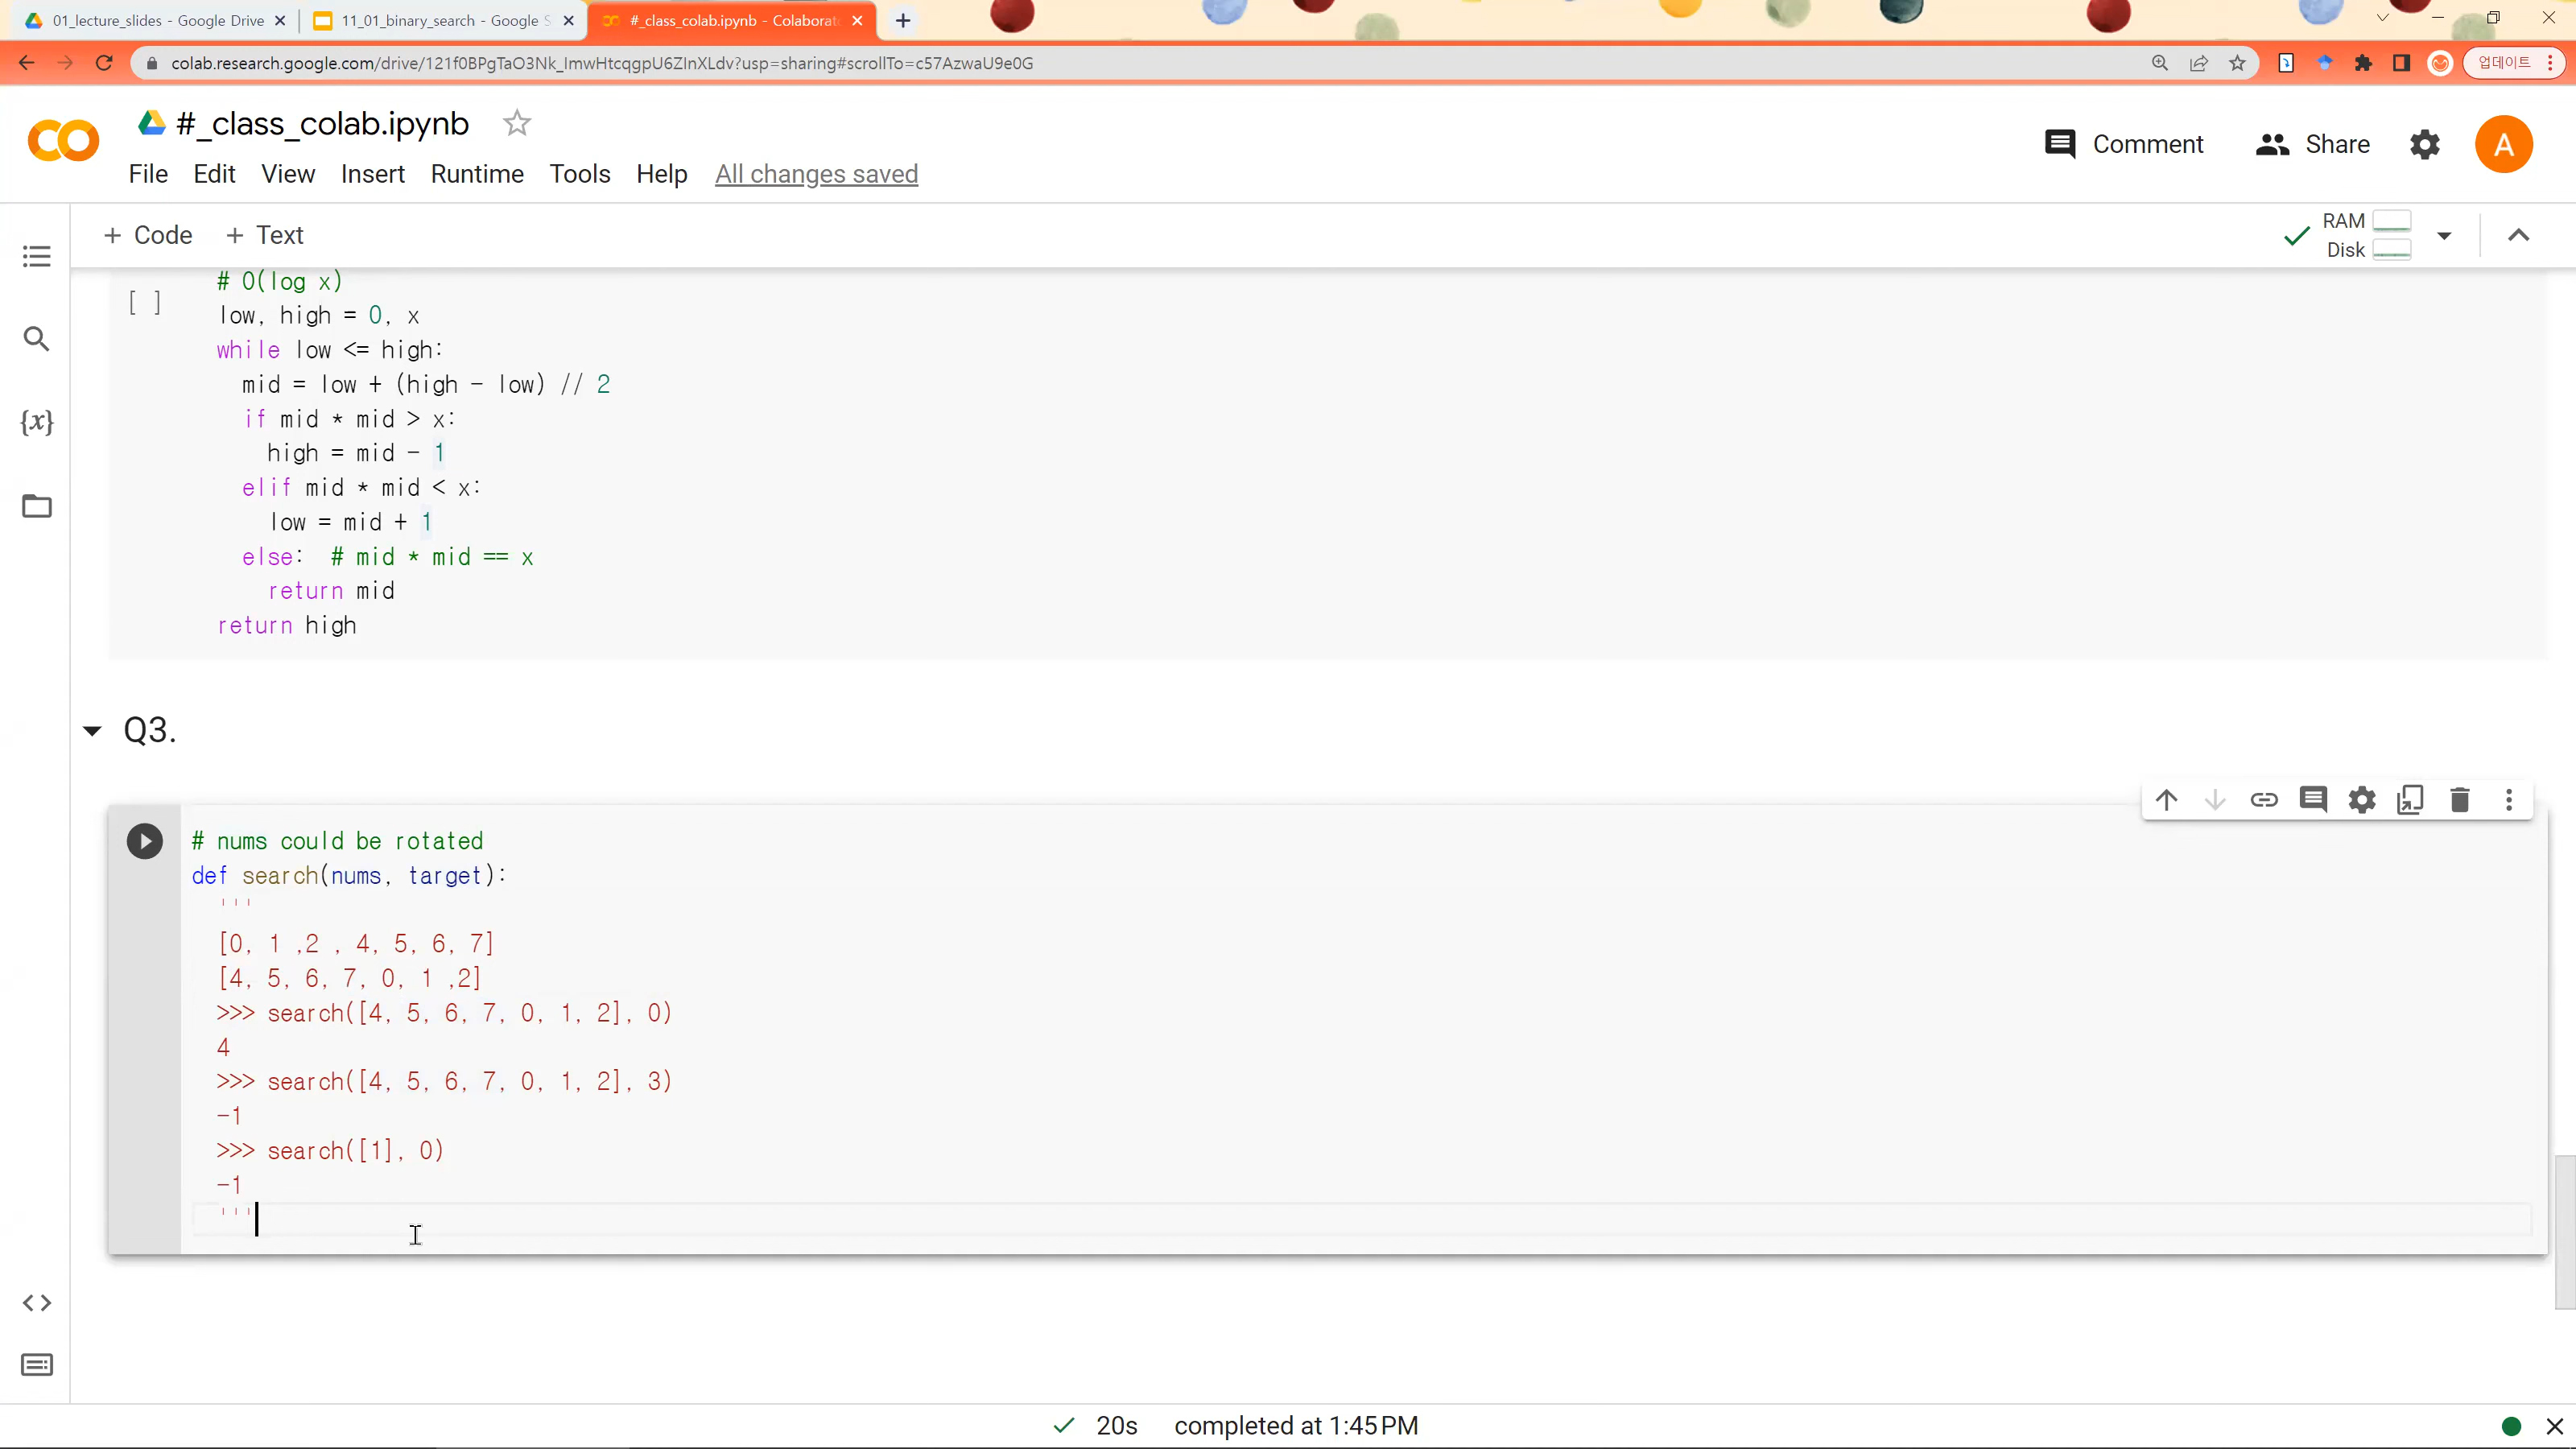 01_lecture_slides - Google Drive
11_01_binary_search - Google S
#_class_colab.ipynb - Colaborat
colab.research.google.com/drive/121f0BPgTaO3Nk_ImwHtcqgpU6ZInXLdv?usp=sharing#scrollTo=c57AzwaU9e0G
업데이트
#_class_colab.ipynb
Comment
Share
A
File Edit View Insert Runtime Tools Help All changes saved
+ Code + Text
RAM
Disk
{x}
[ ]
# O(log x)
low, high = 0, x
while low <= high:
mid = low + (high - low) // 2
if mid * mid > x:
high = mid - 1
elif mid * mid < x:
low = mid + 1
else: # mid * mid == x
return mid
return high
Q3.
# nums could be rotated
def search(nums, target):
'''
[0, 1 ,2 , 4, 5, 6, 7]
[4, 5, 6, 7, 0, 1 ,2]
>>> search([4, 5, 6, 7, 0, 1, 2], 0)
4
>>> search([4, 5, 6, 7, 0, 1, 2], 3)
-1
>>> search([1], 0)
-1
'''
20s completed at 1:45 PM